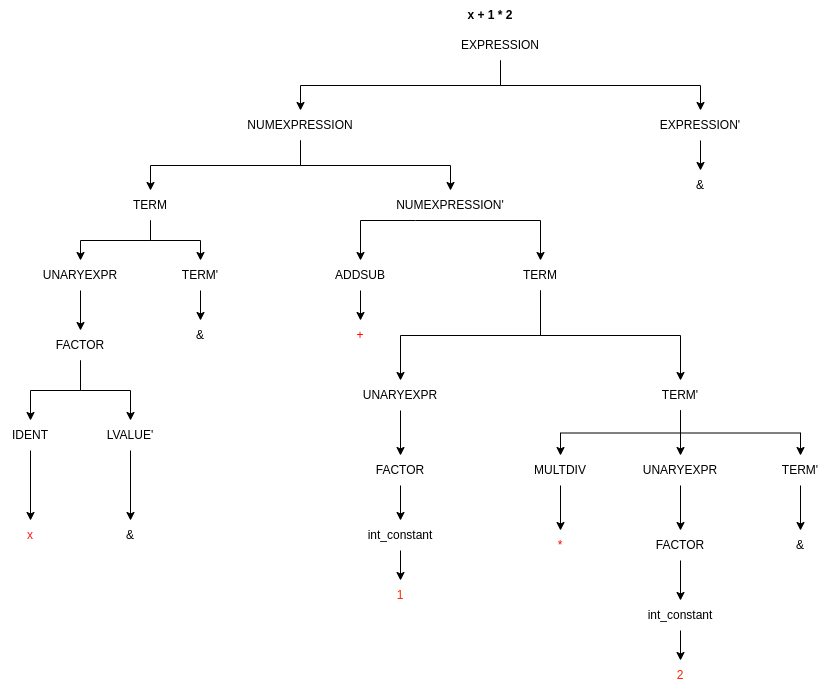 x + 1 * 2
EXPRESSION
NUMEXPRESSION EXPRESSION'
&
TERM NUMEXPRESSION'
UNARYEXPR TERM' ADDSUB TERM
& +
FACTOR
UNARYEXPR TERM'
IDENT LVALUE'
FACTOR MULTDIV UNARYEXPR TERM'
x & int_constant
* FACTOR &
1
int_constant
2